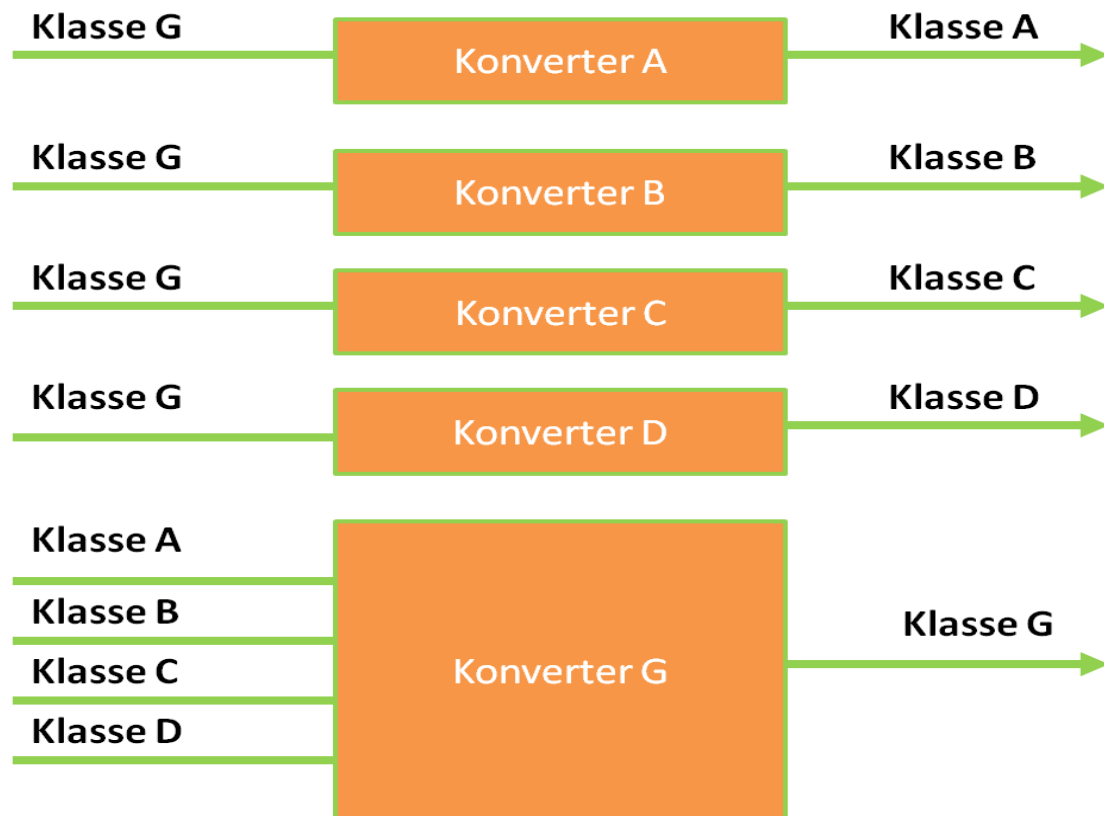 Klasse G
Konverter A
Klasse A
Klasse G
Konverter B
Klasse B
Klasse G
Konverter C
Klasse C
Klasse G
Konverter D
Klasse D
Klasse A
Klasse B
Klasse C
Klasse D
Konverter G
Klasse G